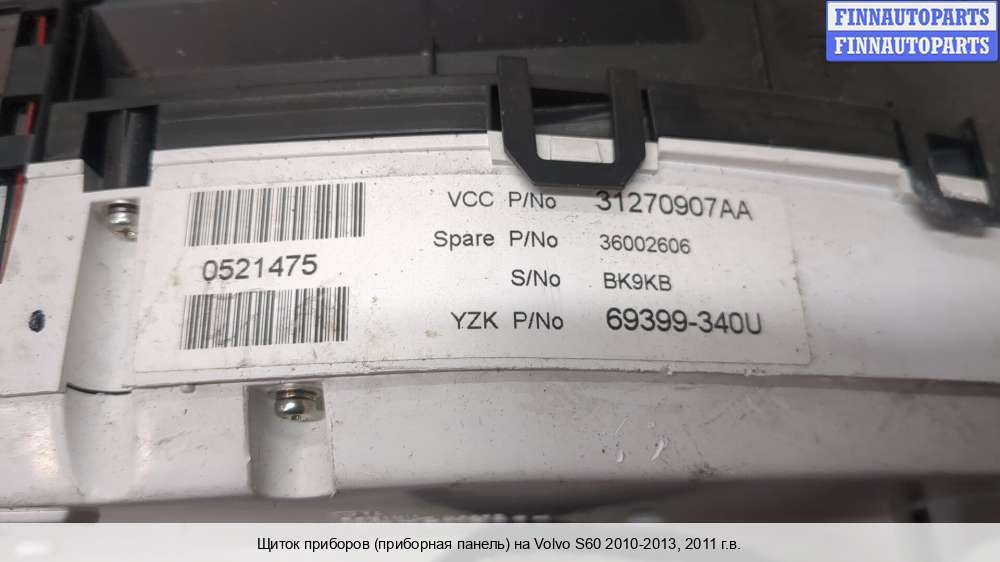 FINNAUTOPARTS
FINNAUTOPARTS
VCC P/No 31270907AA
Spare P/No 36002606
0521475
S/No BK9KB
YZK P/No 69399-340U
Щиток приборов (приборная панель) на Volvo S60 2010-2013, 2011 г.в.